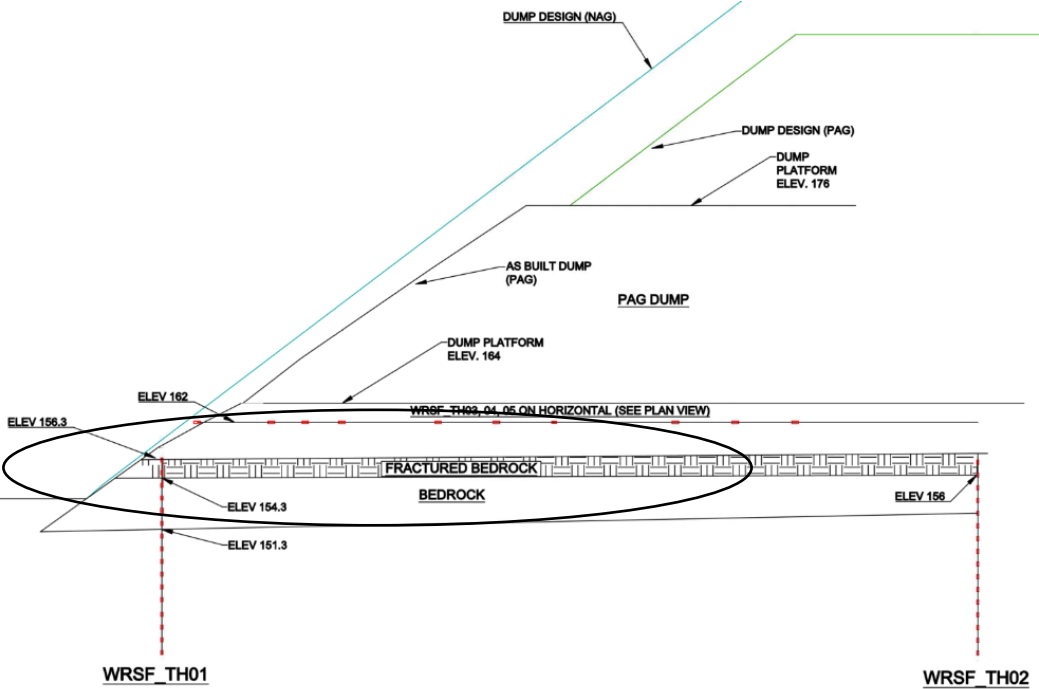 DUMP DESIGN (NAG)
DUMP DESIGN (PAG)
DUMP
PLATFORM
ELEV. 176
AS BUILT DUMP
(PAG)
PAG DUMP
DUMP PLATFORM
ELEV. 164
ELEV 162
WRSF_TH03, 04, 05 ON HORIZONTAL (SEE PLAN VIEW)
ELEV 156.3
FRACTURED BEDROCK
BEDROCK
ELEV 156
ELEV 154.3
ELEV 151.3
WRSF_TH01
WRSF_TH02